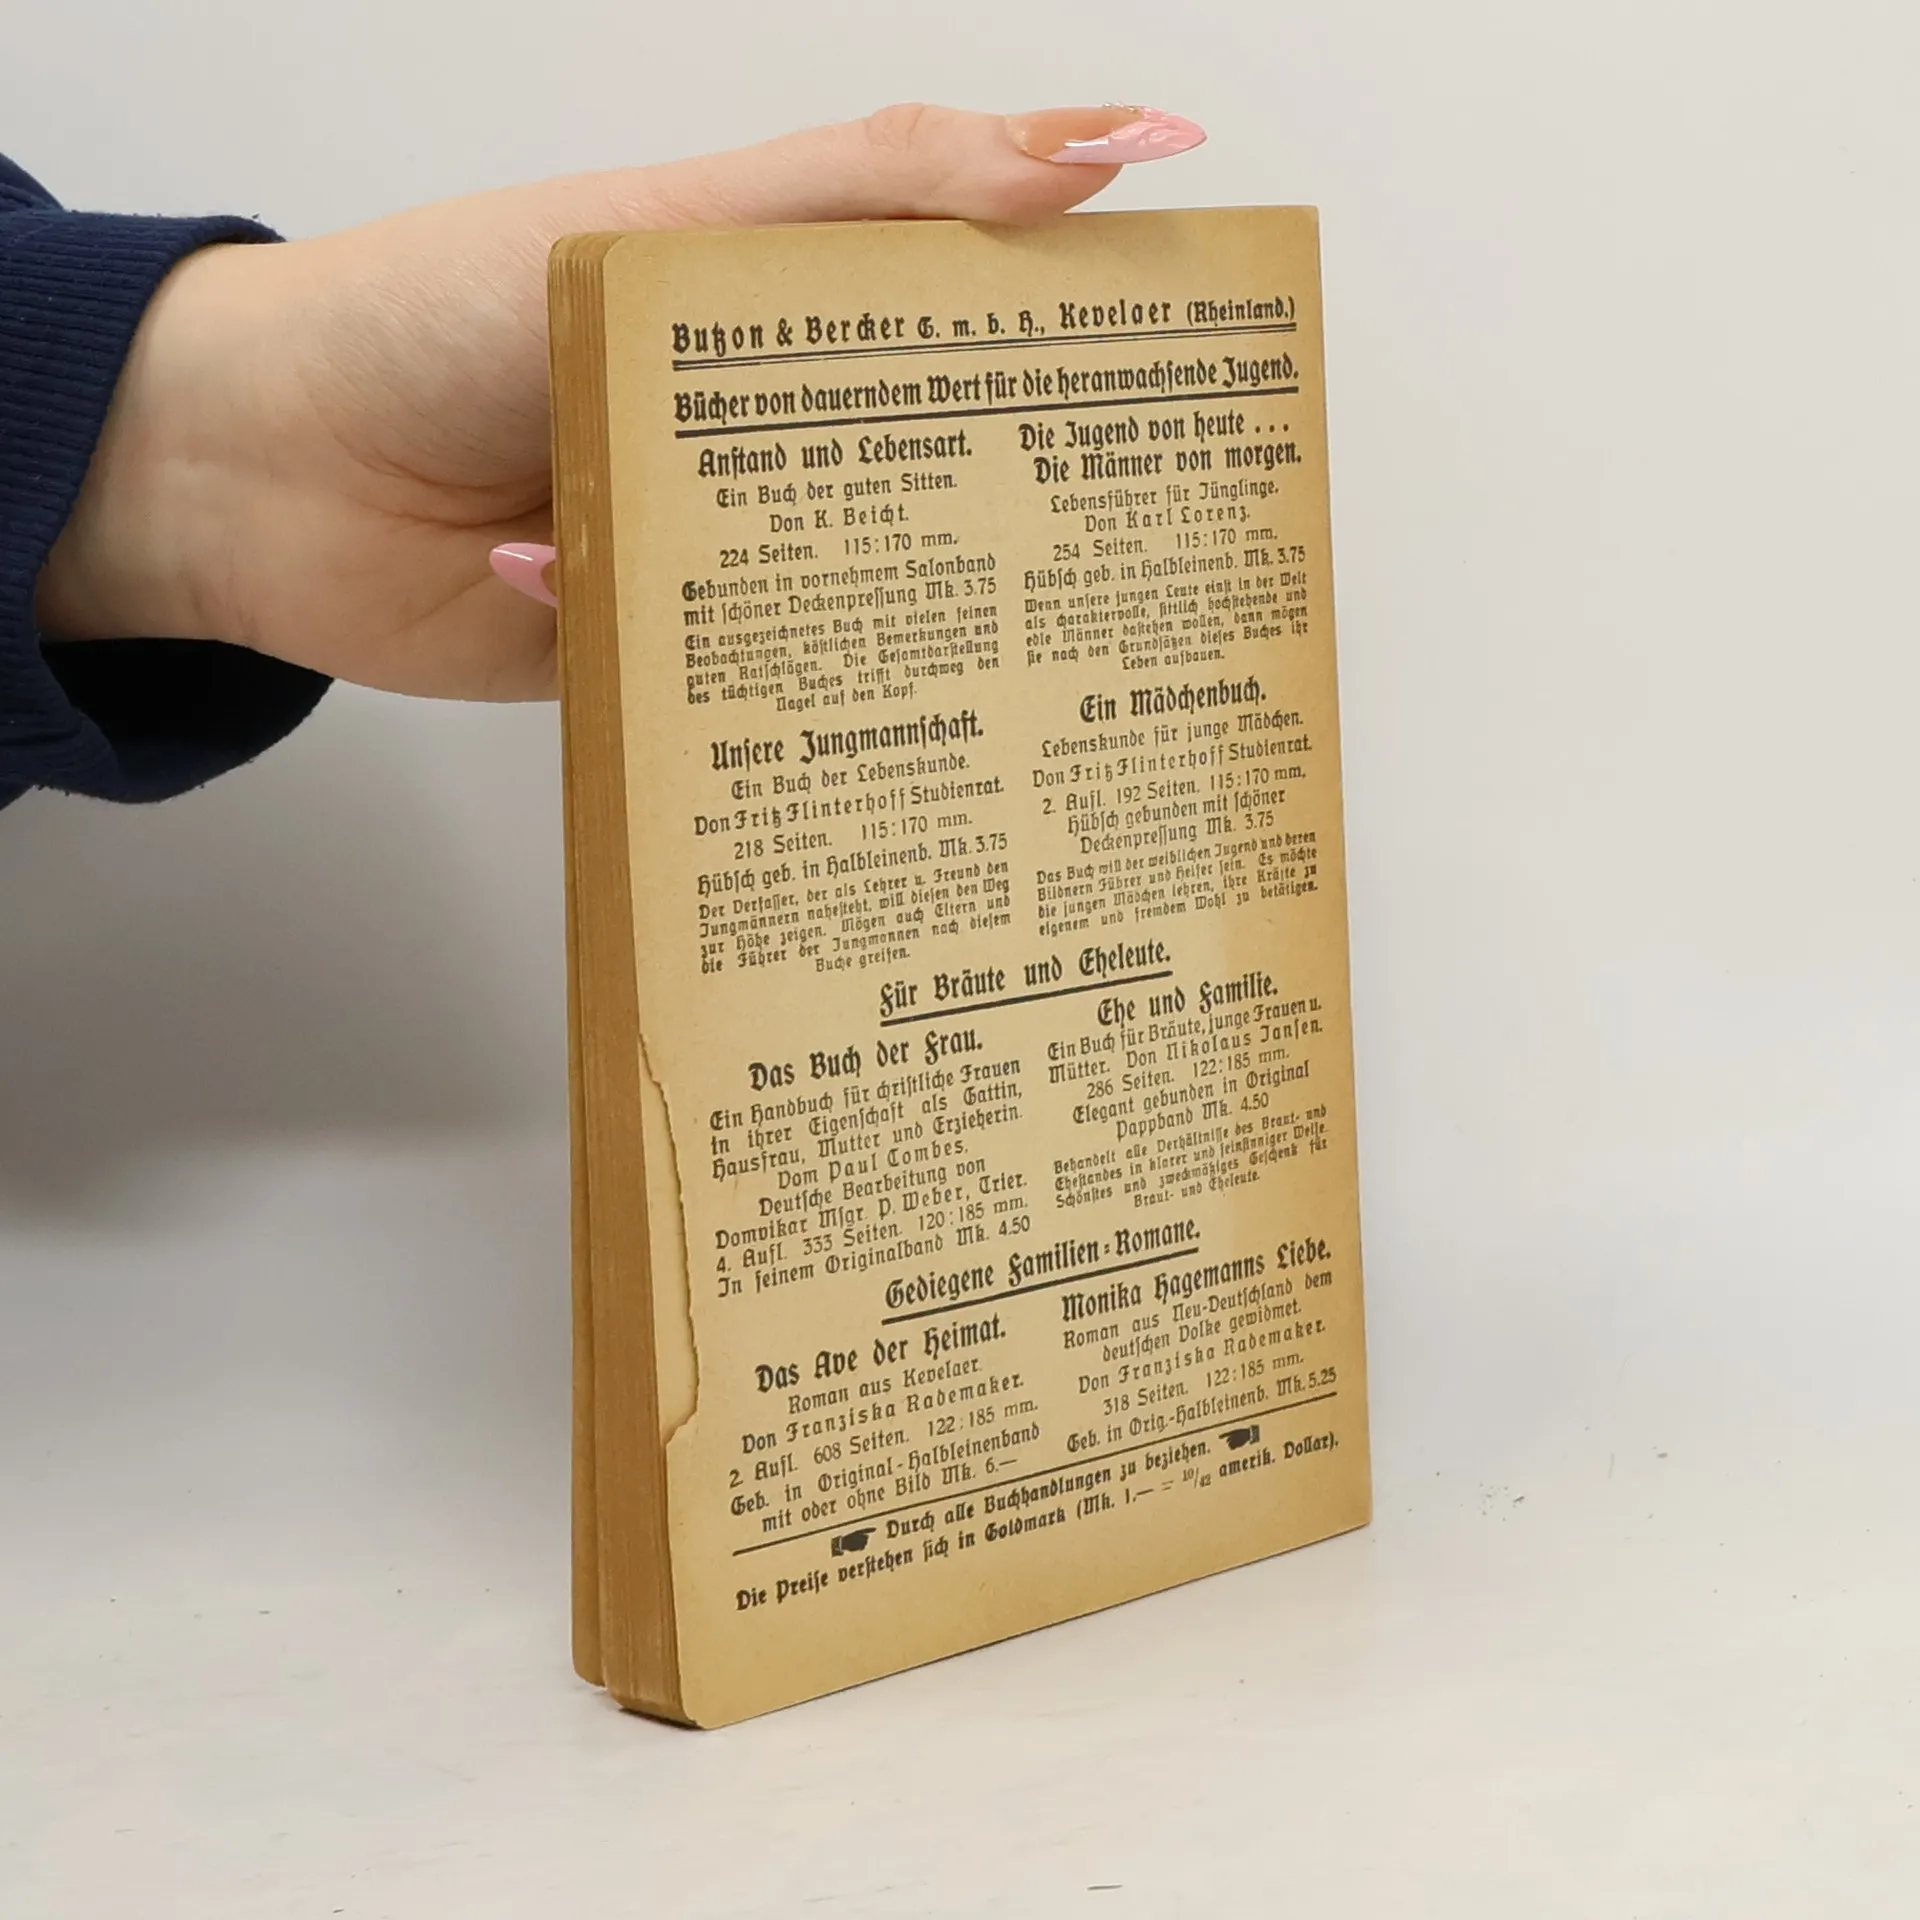 Butzon & Bercker G. m. b. H., Kevelaer (Rheinland.)
Bücher von dauerndem Wert für die heranwachsende Jugend.
Anstand und Lebensart.
Ein Buch der guten Sitten.
Von K. Beicht.
224 Seiten. 115:170 mm.
Gebunden in vornehmem Salonband
mit schöner Deckenpressung Mk. 3.75
Ein ausgezeichnetes Buch mit vielen feinen
Beobachtungen, köstlichen Bemerkungen und
guten Ratschlägen. Die Gesamtdarstellung
des tüchtigen Buches trifft durchweg den
Nagel auf den Kopf.
Unsere Jungmannschaft.
Ein Buch der Lebenskunde.
Von Fritz Flinterhoff Studienrat.
218 Seiten. 115:170 mm.
Hübsch geb. in Halbleinenb. Mk. 3.75
Der Verfasser, der als Lehrer u. Freund den
Jungmännern nahesteht, will diesen den Weg
zur Höhe zeigen. Mögen auch Eltern und
die Führer der Jungmannen nach diesem
Buche greifen.
Die Jugend von heute ...
Die Männer von morgen.
Lebensführer für Jünglinge.
Von Karl Lorenz.
254 Seiten. 115:170 mm.
Hübsch geb. in Halbleinenb. Mk. 3.75
Wenn unsere jungen Leute einst in der Welt
als charaktervolle, sittlich hochstehende und
edle Männer dastehen wollen, dann mögen
sie nach den Grundsätzen dieses Buches ihr
Leben aufbauen.
Ein Mädchenbuch.
Lebenskunde für junge Mädchen.
Von Fritz Flinterhoff Studienrat.
2. Aufl. 192 Seiten. 115:170 mm.
Hübsch gebunden mit schöner
Deckenpressung Mk. 3.75
Das Buch will der weiblichen Jugend und deren
Bildnern Führer und Helfer sein. Es möchte
die jungen Mädchen lehren, ihre Kräfte zu
eigenem und fremdem Wohl zu betätigen.
Für Bräute und Eheleute.
Das Buch der Frau.
Ein Handbuch für christliche Frauen
in ihrer Eigenschaft als Gattin,
Hausfrau, Mutter und Erzieherin.
Vom Paul Combes.
Deutsche Bearbeitung von
Domvikar Msgr. P. Weber, Trier.
4. Aufl. 333 Seiten. 120:185 mm.
In feinem Originalband Mk. 4.50
Ehe und Familie.
Ein Buch für Bräute, junge Frauen u.
Mütter. Von Nikolaus Jansen.
286 Seiten. 122:185 mm.
Elegant gebunden in Original
Pappband Mk. 4.50
Behandelt alle Verhältnisse des Braut- und
Ehestandes in klarer und feinsinniger Weise.
Schönstes und zweckmäßiges Geschenk für
Braut- und Eheleute.
Gediegene Familien-Romane.
Das Ave der Heimat.
Roman aus Kevelaer.
Von Franziska Rademaker.
2. Aufl. 608 Seiten. 122:185 mm.
Geb. in Original-Halbleinenband
mit oder ohne Bild Mk. 6.—
Monika Hagemanns Liebe.
Roman aus Neu-Deutschland dem
deutschen Volke gewidmet.
Von Franziska Rademaker.
318 Seiten. 122:185 mm.
Geb. in Orig.-Halbleinenb. Mk. 5.25
Durch alle Buchhandlungen zu beziehen.
Die Preise verstehen sich in Goldmark (Mk. 1.— = 10/42 amerik. Dollar).